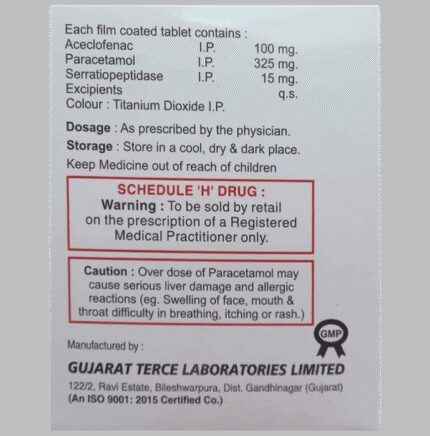 Each film coated tablet contains :
Aceclofenac I.P. 100 mg.
Paracetamol I.P. 325 mg.
Serratiopeptidase I.P. 15 mg.
Excipients q.s.
Colour : Titanium Dioxide I.P.
Dosage : As prescribed by the physician.
Storage : Store in a cool, dry & dark place.
Keep Medicine out of reach of children
SCHEDULE 'H' DRUG :
Warning : To be sold by retail
on the prescription of a Registered
Medical Practitioner only.
Caution : Over dose of Paracetamol may
cause serious liver damage and allergic
reactions (eg. Swelling of face, mouth &
throat difficulty in breathing, itching or rash.)
GMP
Manufactured by :
GUJARAT TERCE LABORATORIES LIMITED
122/2, Ravi Estate, Bileshwarpura, Dist. Gandhinagar (Gujarat)
(An ISO 9001: 2015 Certified Co.)